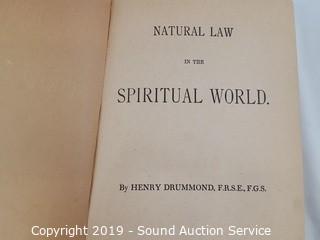 NATURAL LAW
IN THE
SPIRITUAL WORLD.
By HENRY DRUMMOND, F.R.S.E., F.G.S.
Copyright 2019 - Sound Auction Service